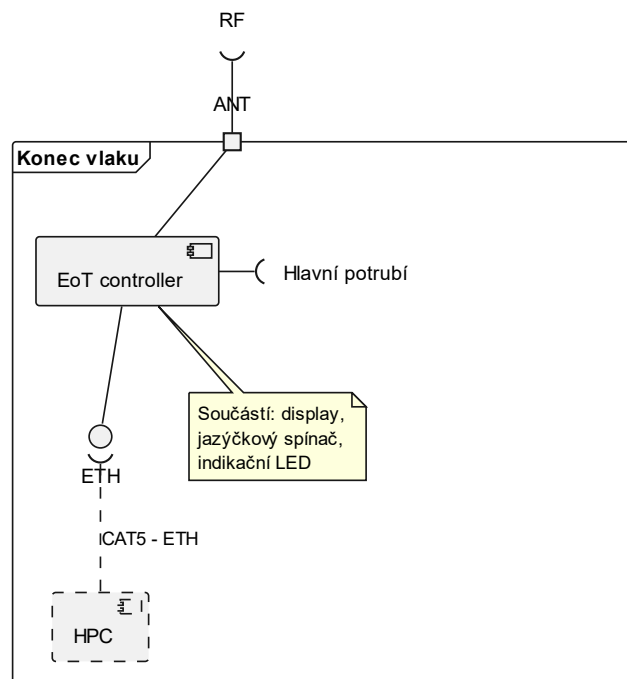 RF
ANT
Konec vlaku
EoT controller
Hlavní potrubí
Součástí: display,
jazýčkový spínač,
indikační LED
ETH
CAT5 - ETH
HPC